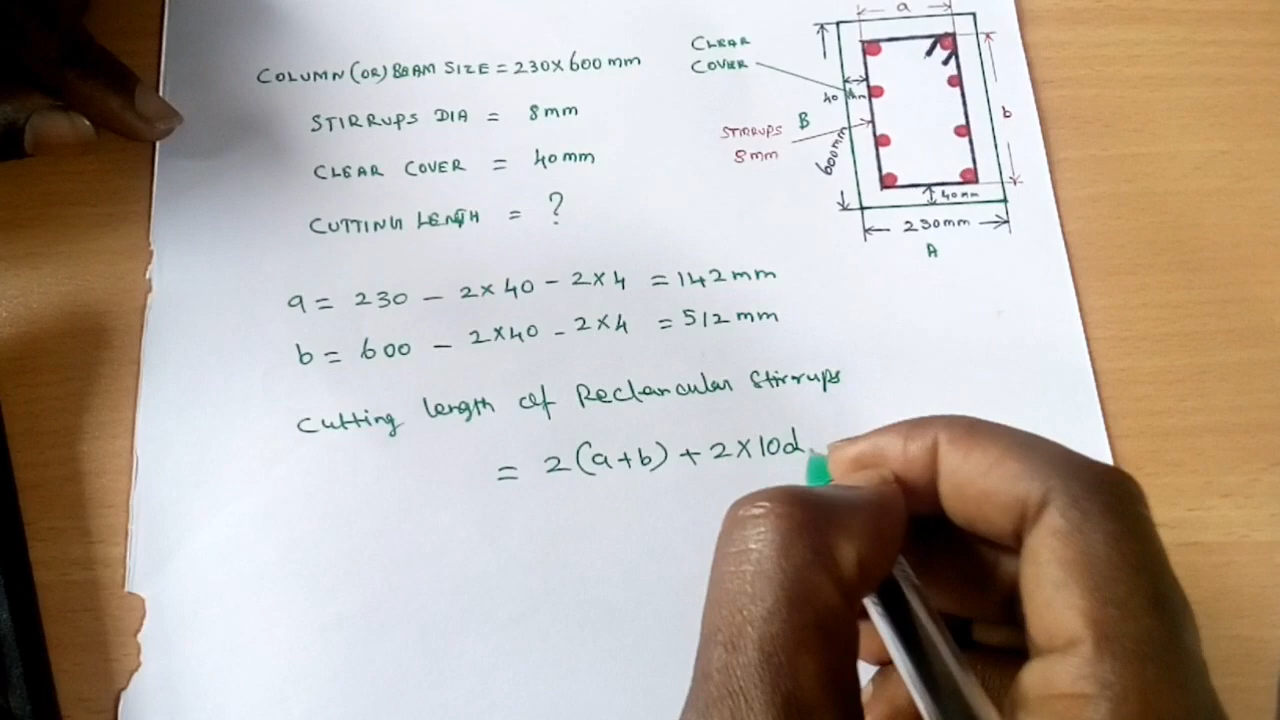 COLUMN (OR) BEAM SIZE = 230 X 600 mm
STIRRUPS DIA = 8mm
CLEAR COVER = 40mm
CUTTING LENGTH = ?
a = 230 - 2x40 - 2x4 = 142mm
b = 600 - 2x40 - 2x4 = 512 mm
Cutting length of Rectancular Stirrups
= 2(a+b) + 2x10d
a
CLEAR
COVER
40 mm
STIRRUPS
8mm
B
600mm
b
40mm
230mm
A